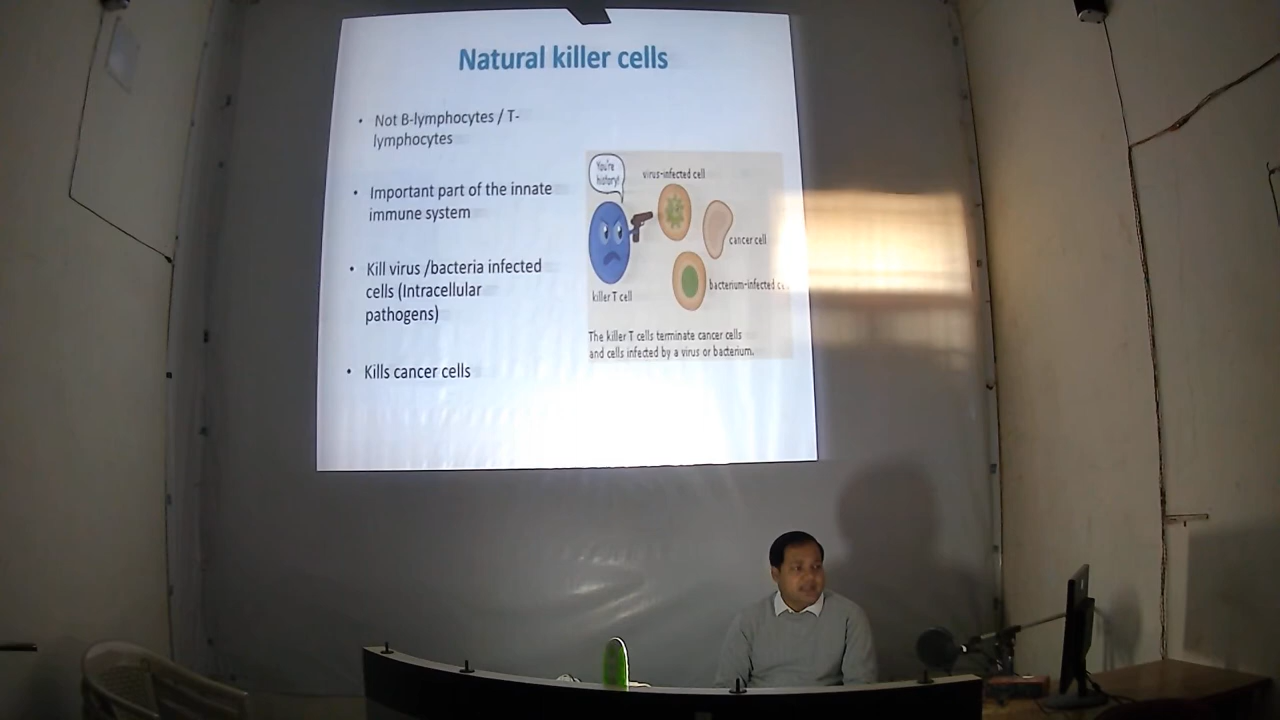 Natural killer cells
• Not B-lymphocytes / T-
lymphocytes
• Important part of the innate
immune system
• Kill virus /bacteria infected
cells (Intracellular
pathogens)
• Kills cancer cells
You're
history!
virus-infected cell
cancer cell
bacterium-infected
killer T cell
The killer T cells terminate cancer cells
and cells infected by a virus or bacterium.